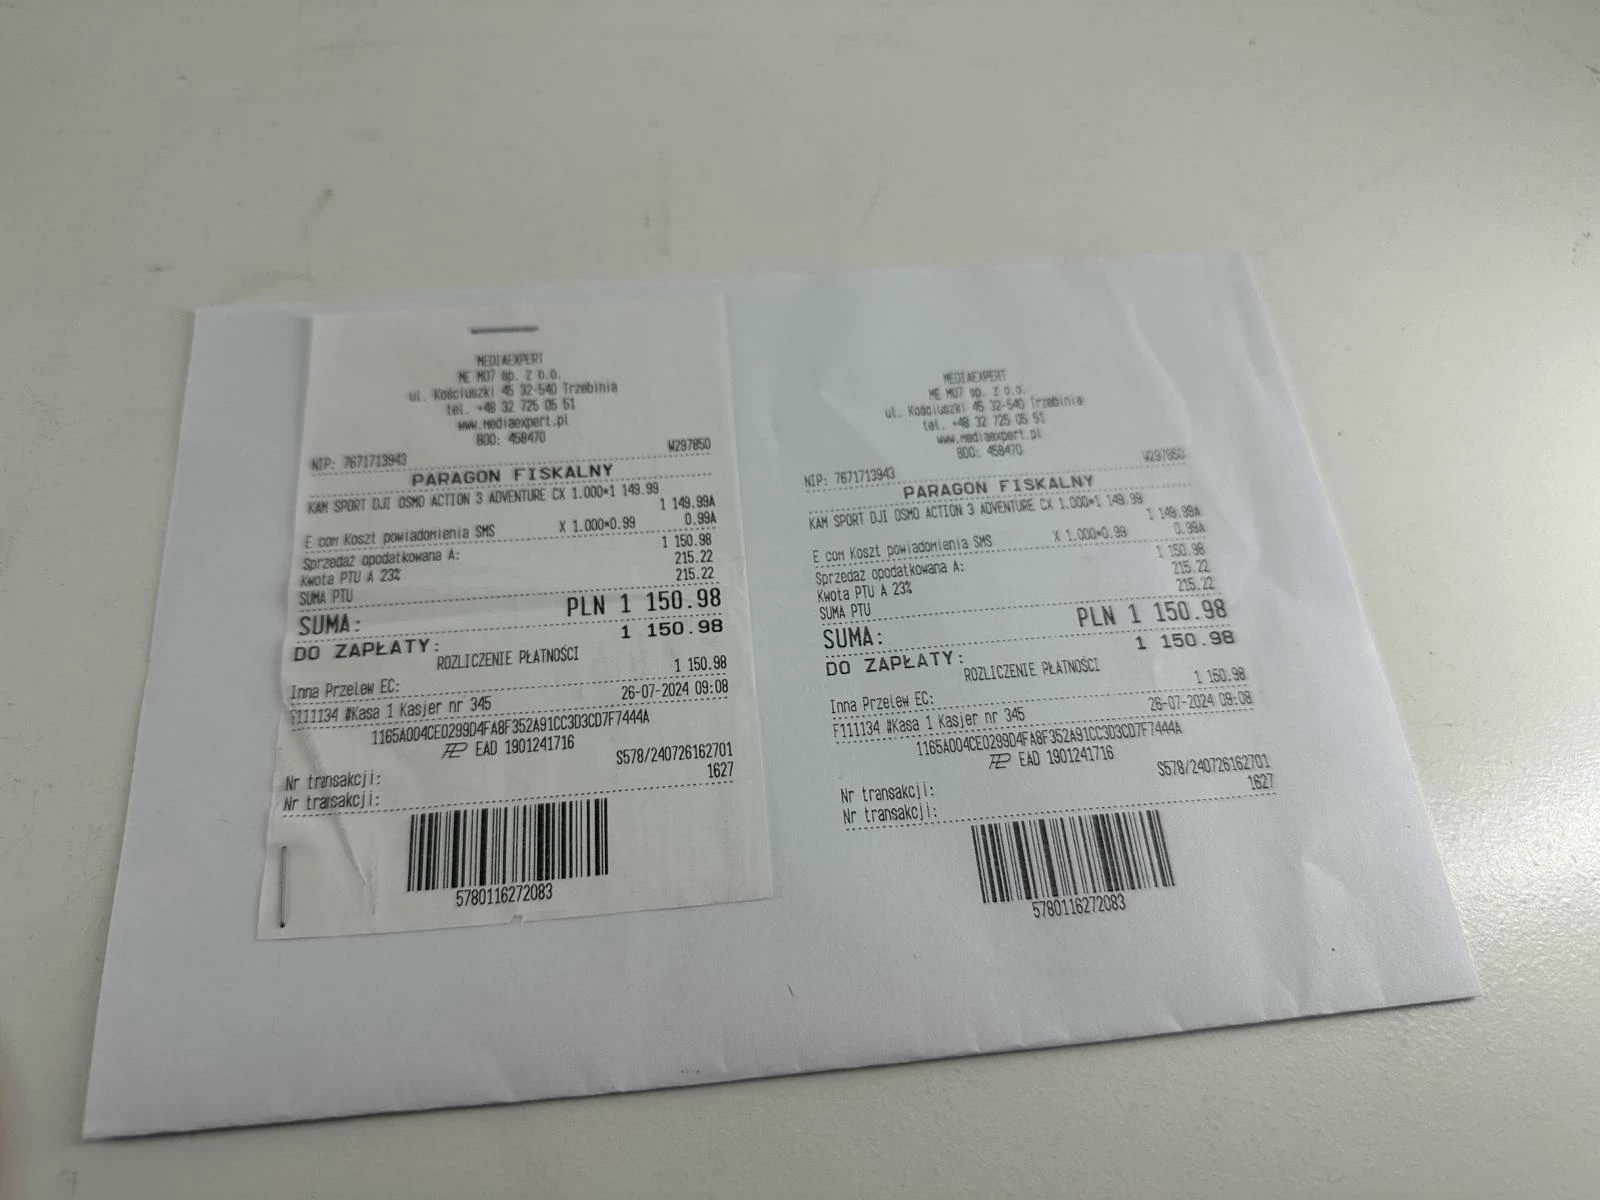 MEDIAEXPERT
ME M07 sp. z o.o.
ul. Kościuszki 45 32-540 Trzebinia
tel. +48 32 725 05 51
www.mediaexpert.pl
BDO: 458470
NIP: 7671713943 W297850
PARAGON FISKALNY
KAM SPORT DJI OSMO ACTION 3 ADVENTURE CX 1.000*1 149.99
1 149.99A
E com Koszt powiadomienia SMS X 1.000*0.99 0.99A
Sprzedaż opodatkowana A: 1 150.98
Kwota PTU A 23% 215.22
SUMA PTU 215.22
SUMA: PLN 1 150.98
DO ZAPŁATY: 1 150.98
ROZLICZENIE PŁATNOŚCI
Inna Przelew EC: 1 150.98
F111134 #Kasa 1 Kasjer nr 345 26-07-2024 09:08
1165A004CE0299D4FA8F352A91CC3D3CD7F7444A
EAD 1901241716
Nr transakcji: S578/240726162701
Nr transakcji: 1627
5780116272083
MEDIAEXPERT
ME M07 sp. z o.o.
ul. Kościuszki 45 32-540 Trzebinia
tel. +48 32 725 05 51
www.mediaexpert.pl
BDO: 458470
NIP: 7671713943 W297850
PARAGON FISKALNY
KAM SPORT DJI OSMO ACTION 3 ADVENTURE CX 1.000*1 149.99
1 149.99A
E com Koszt powiadomienia SMS X 1.000*0.99 0.99A
Sprzedaż opodatkowana A: 1 150.98
Kwota PTU A 23% 215.22
SUMA PTU 215.22
SUMA: PLN 1 150.98
DO ZAPŁATY: 1 150.98
ROZLICZENIE PŁATNOŚCI
Inna Przelew EC: 1 150.98
F111134 #Kasa 1 Kasjer nr 345 26-07-2024 09:08
1165A004CE0299D4FA8F352A91CC3D3CD7F7444A
EAD 1901241716
Nr transakcji: S578/240726162701
Nr transakcji: 1627
5780116272083